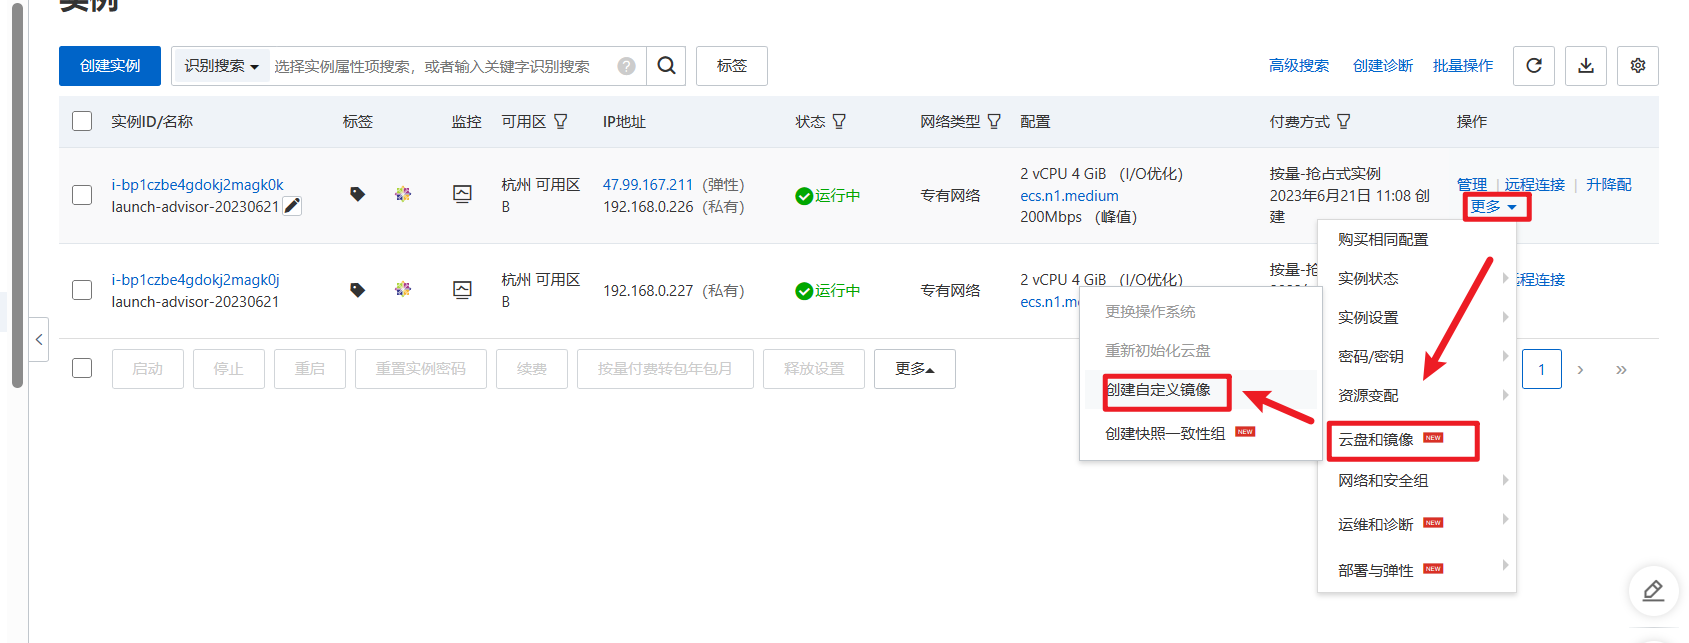 实例
创建实例
识别搜索
选择实例属性项搜索，或者输入关键字识别搜索
?
标签
高级搜索
创建诊断
批量操作
实例ID/名称
标签
监控
可用区
IP地址
状态
网络类型
配置
付费方式
操作
i-bp1czbe4gdokj2magk0k
launch-advisor-20230621
杭州 可用区
B
47.99.167.211（弹性）
192.168.0.226（私有）
运行中
专有网络
2 vCPU 4 GiB （I/O优化）
ecs.n1.medium
200Mbps （峰值）
按量-抢占式实例
2023年6月21日 11:08 创
建
管理 | 远程连接 | 升降配
更多
i-bp1czbe4gdokj2magk0j
launch-advisor-20230621
杭州 可用区
B
192.168.0.227（私有）
运行中
专有网络
2 vCPU 4 GiB （I/O优化）
ecs.n1.me
按量-抢
远程连接
购买相同配置
实例状态
实例设置
密码/密钥
资源变配
云盘和镜像 NEW
网络和安全组
运维和诊断 NEW
部署与弹性 NEW
更换操作系统
重新初始化云盘
创建自定义镜像
创建快照一致性组 NEW
启动
停止
重启
重置实例密码
续费
按量付费转包年包月
释放设置
更多
1